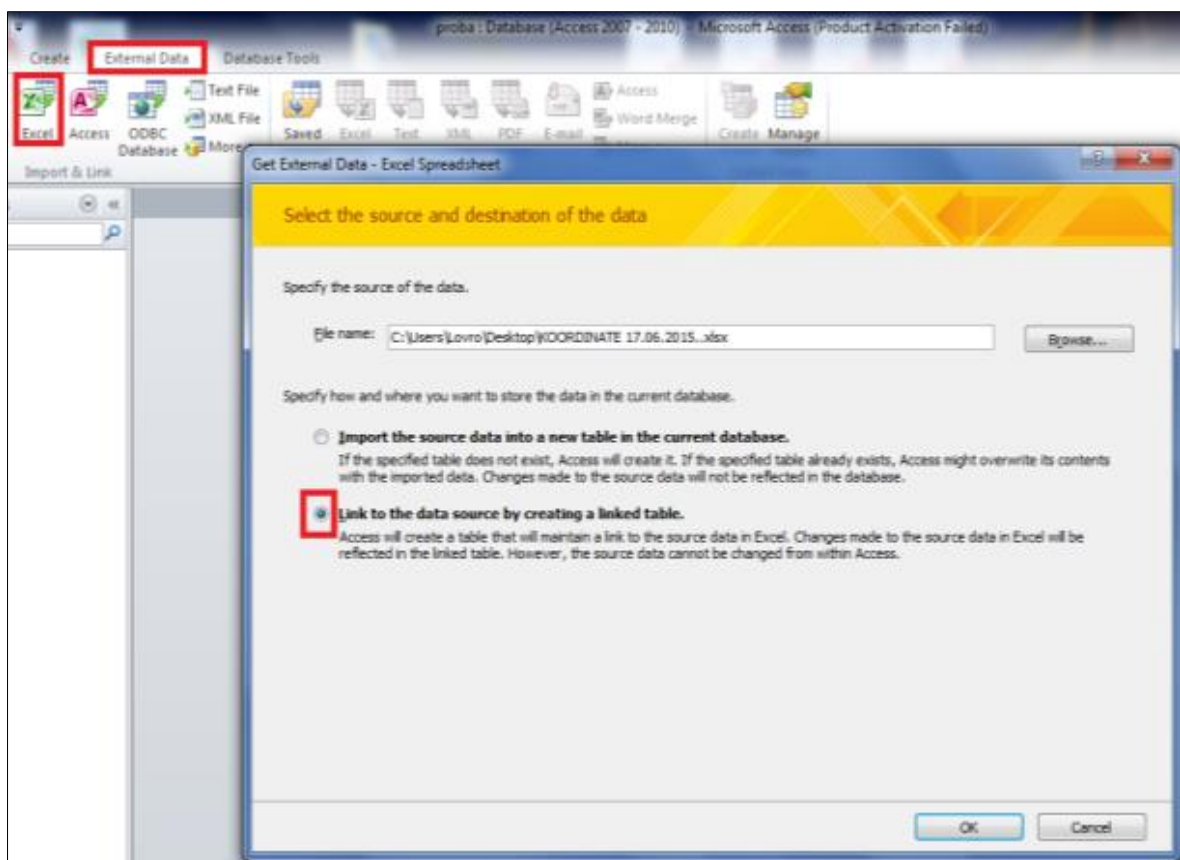 proba : Database (Access 2007 - 2010) - Microsoft Access (Product Activation Failed)
Create External Data Database Tools
Excel
Access
ODBC
Database
Text File
XML File
More
Saved
Excel
Text
XML
PDF
E-mail
Access
Word Merge
Create
Manage
Import & Link
Get External Data - Excel Spreadsheet
Select the source and destination of the data
Specify the source of the data.
File name: C:\Users\Lovro\Desktop\KOORDINATE 17.06.2015..xlsx Browse...
Specify how and where you want to store the data in the current database.
Import the source data into a new table in the current database.
If the specified table does not exist, Access will create it. If the specified table already exists, Access might overwrite its contents
with the imported data. Changes made to the source data will not be reflected in the database.
Link to the data source by creating a linked table.
Access will create a table that will maintain a link to the source data in Excel. Changes made to the source data in Excel will be
reflected in the linked table. However, the source data cannot be changed from within Access.
OK Cancel